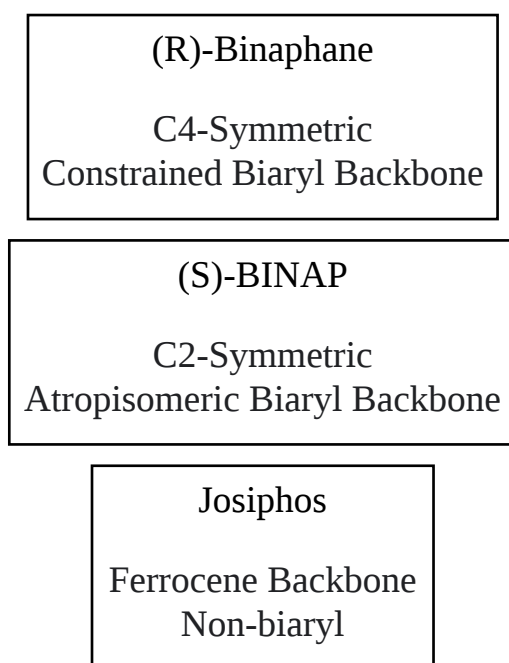 (R)-Binaphane
C4-Symmetric
Constrained Biaryl Backbone
(S)-BINAP
C2-Symmetric
Atropisomeric Biaryl Backbone
Josiphos
Ferrocene Backbone
Non-biaryl